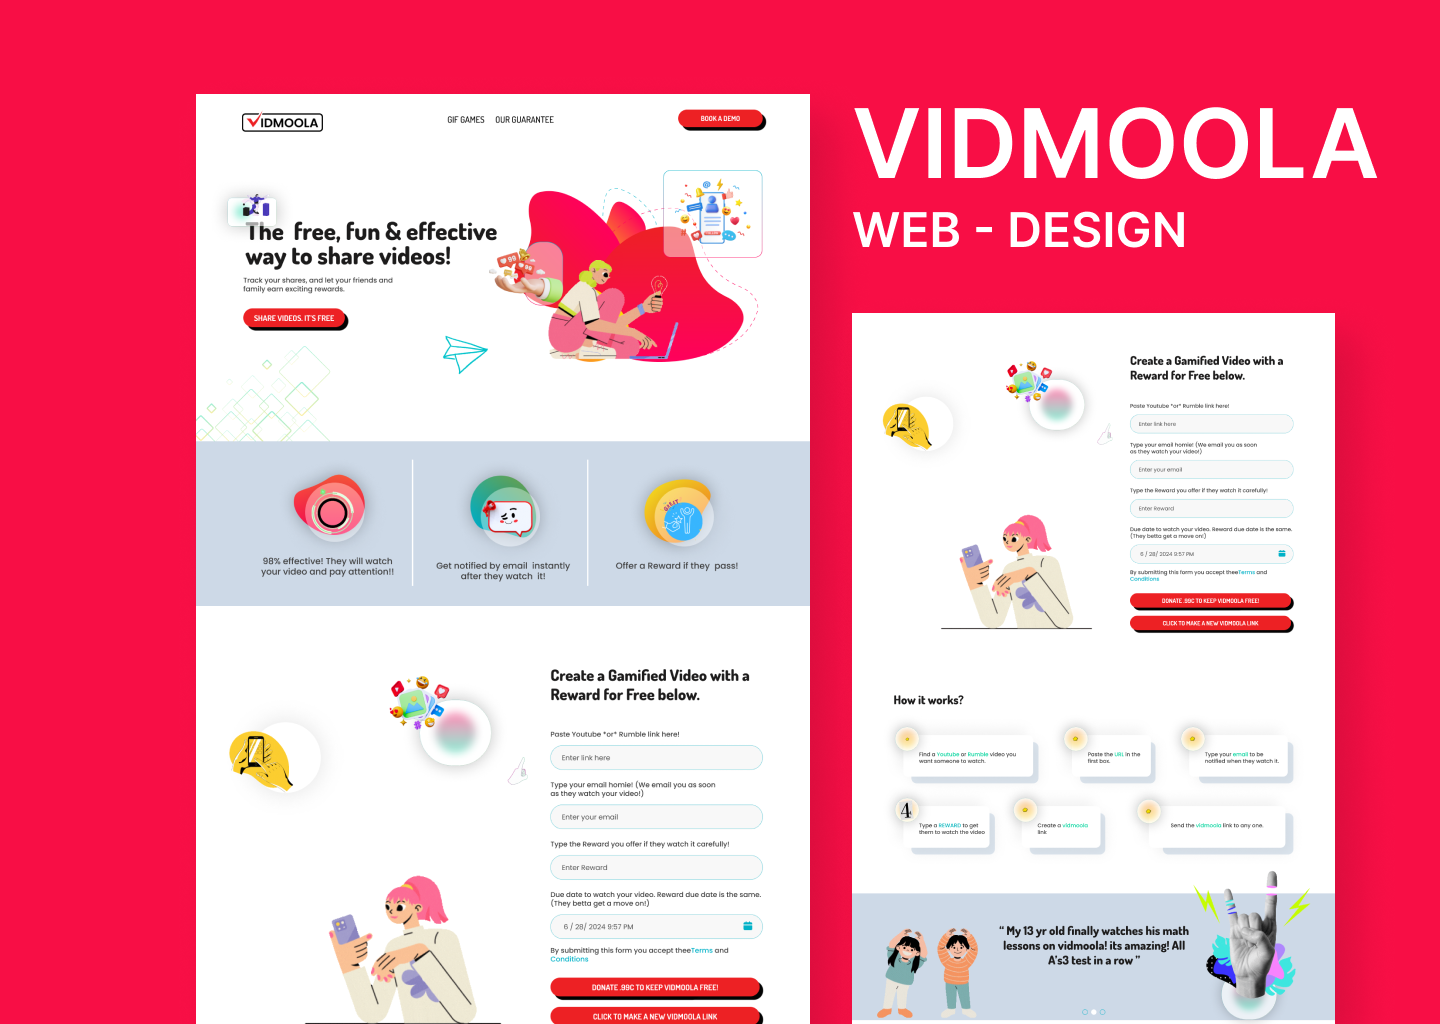 VIDMOOLA
GIF GAMES
OUR GUARANTEE
BOOK A DEMO
The free, fun & effective
way to share videos!
Track your shares, and let your friends and
family earn exciting rewards.
SHARE VIDEOS. IT'S FREE
98% effective! They will watch
your video and pay attention!!
Get notified by email instantly
after they watch it!
Offer a Reward if they pass!
Create a Gamified Video with a
Reward for Free below.
Paste Youtube *or* Rumble link here!
Enter link here
Type your email homie! (We email you as soon
as they watch your video!)
Enter your email
Type the Reward you offer if they watch it carefully!
Enter Reward
Due date to watch your video. Reward due date is the same.
(They betta get a move on!)
6 / 28/ 2024 9:57 PM
By submitting this form you accept theeTerms and
Conditions
DONATE .99C TO KEEP VIDMOOLA FREE!
CLICK TO MAKE A NEW VIDMOOLA LINK
VIDMOOLA
WEB - DESIGN
Create a Gamified Video with a
Reward for Free below.
Paste Youtube *or* Rumble link here!
Enter link here
Type your email homie! (We email you as soon
as they watch your video!)
Enter your email
Type the Reward you offer if they watch it carefully!
Enter Reward
Due date to watch your video. Reward due date is the same.
(They betta get a move on!)
6 / 28/ 2024 9:57 PM
By submitting this form you accept theeTerms and
Conditions
DONATE .99C TO KEEP VIDMOOLA FREE!
CLICK TO MAKE A NEW VIDMOOLA LINK
How it works?
Find a Youtube or Rumble video you
want someone to watch.
Paste the URL in the
first box.
Type your email to be
notified when they watch it.
4
Type a REWARD to get
them to watch the video
Create a vidmoola
link
Send the vidmoola link to any one.
“ My 13 yr old finally watches his math
lessons on vidmoola! its amazing! All
A's3 test in a row ”